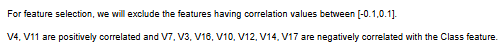 For feature selection, we will exclude the features having correlation values between [-0.1,0.1].
V4, V11 are positively correlated and V7, V3, V16, V10, V12, V14, V17 are negatively correlated with the Class feature.